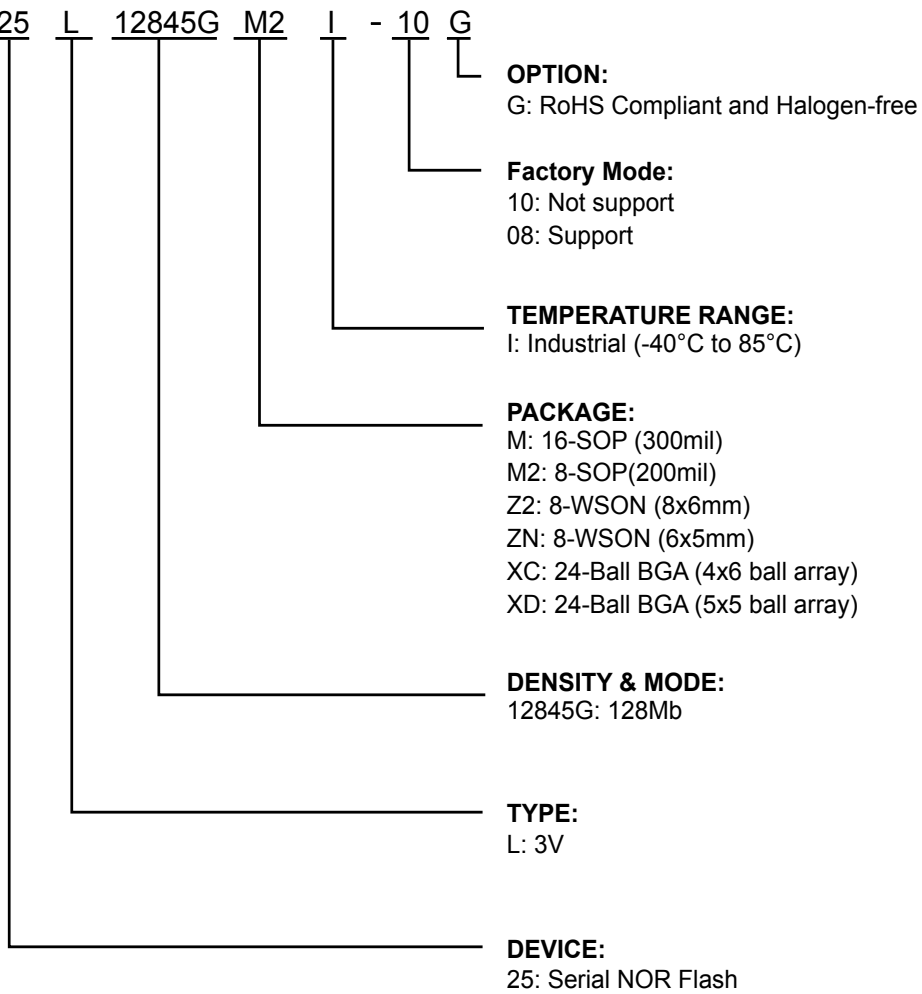 25 L 12845G M2 I - 10 G
OPTION:
G: RoHS Compliant and Halogen-free
Factory Mode:
10: Not support
08: Support
TEMPERATURE RANGE:
I: Industrial (-40°C to 85°C)
PACKAGE:
M: 16-SOP (300mil)
M2: 8-SOP(200mil)
Z2: 8-WSON (8x6mm)
ZN: 8-WSON (6x5mm)
XC: 24-Ball BGA (4x6 ball array)
XD: 24-Ball BGA (5x5 ball array)
DENSITY & MODE:
12845G: 128Mb
TYPE:
L: 3V
DEVICE:
25: Serial NOR Flash